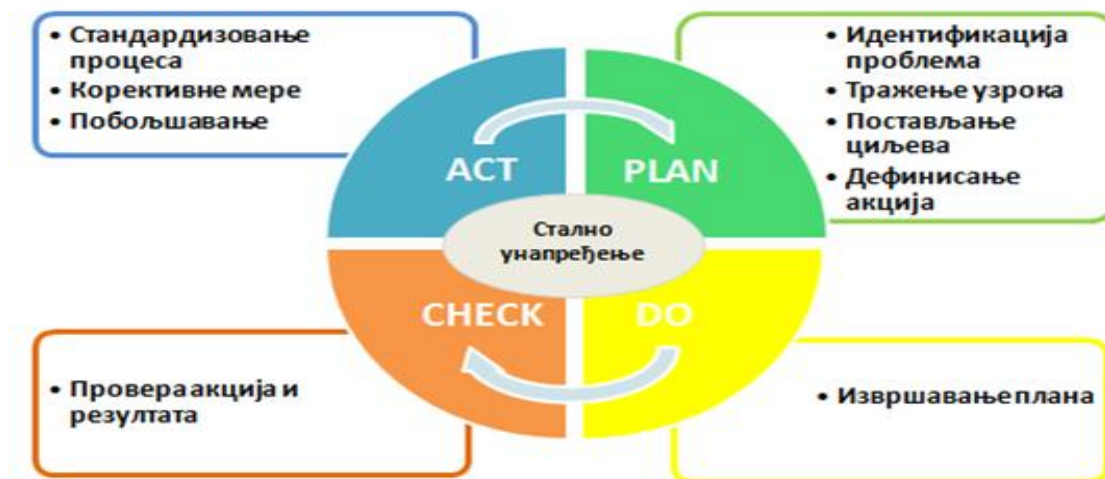 • Стандардизовање
процеса
• Корективне мере
• Побољшавање
• Идентификација
проблема
• Тражење узрока
• Постављање
циљева
• Дефинисање
акција
ACT
PLAN
Стално
унапређење
CHECK
DO
• Провера акција и
резултата
• Извршавање плана